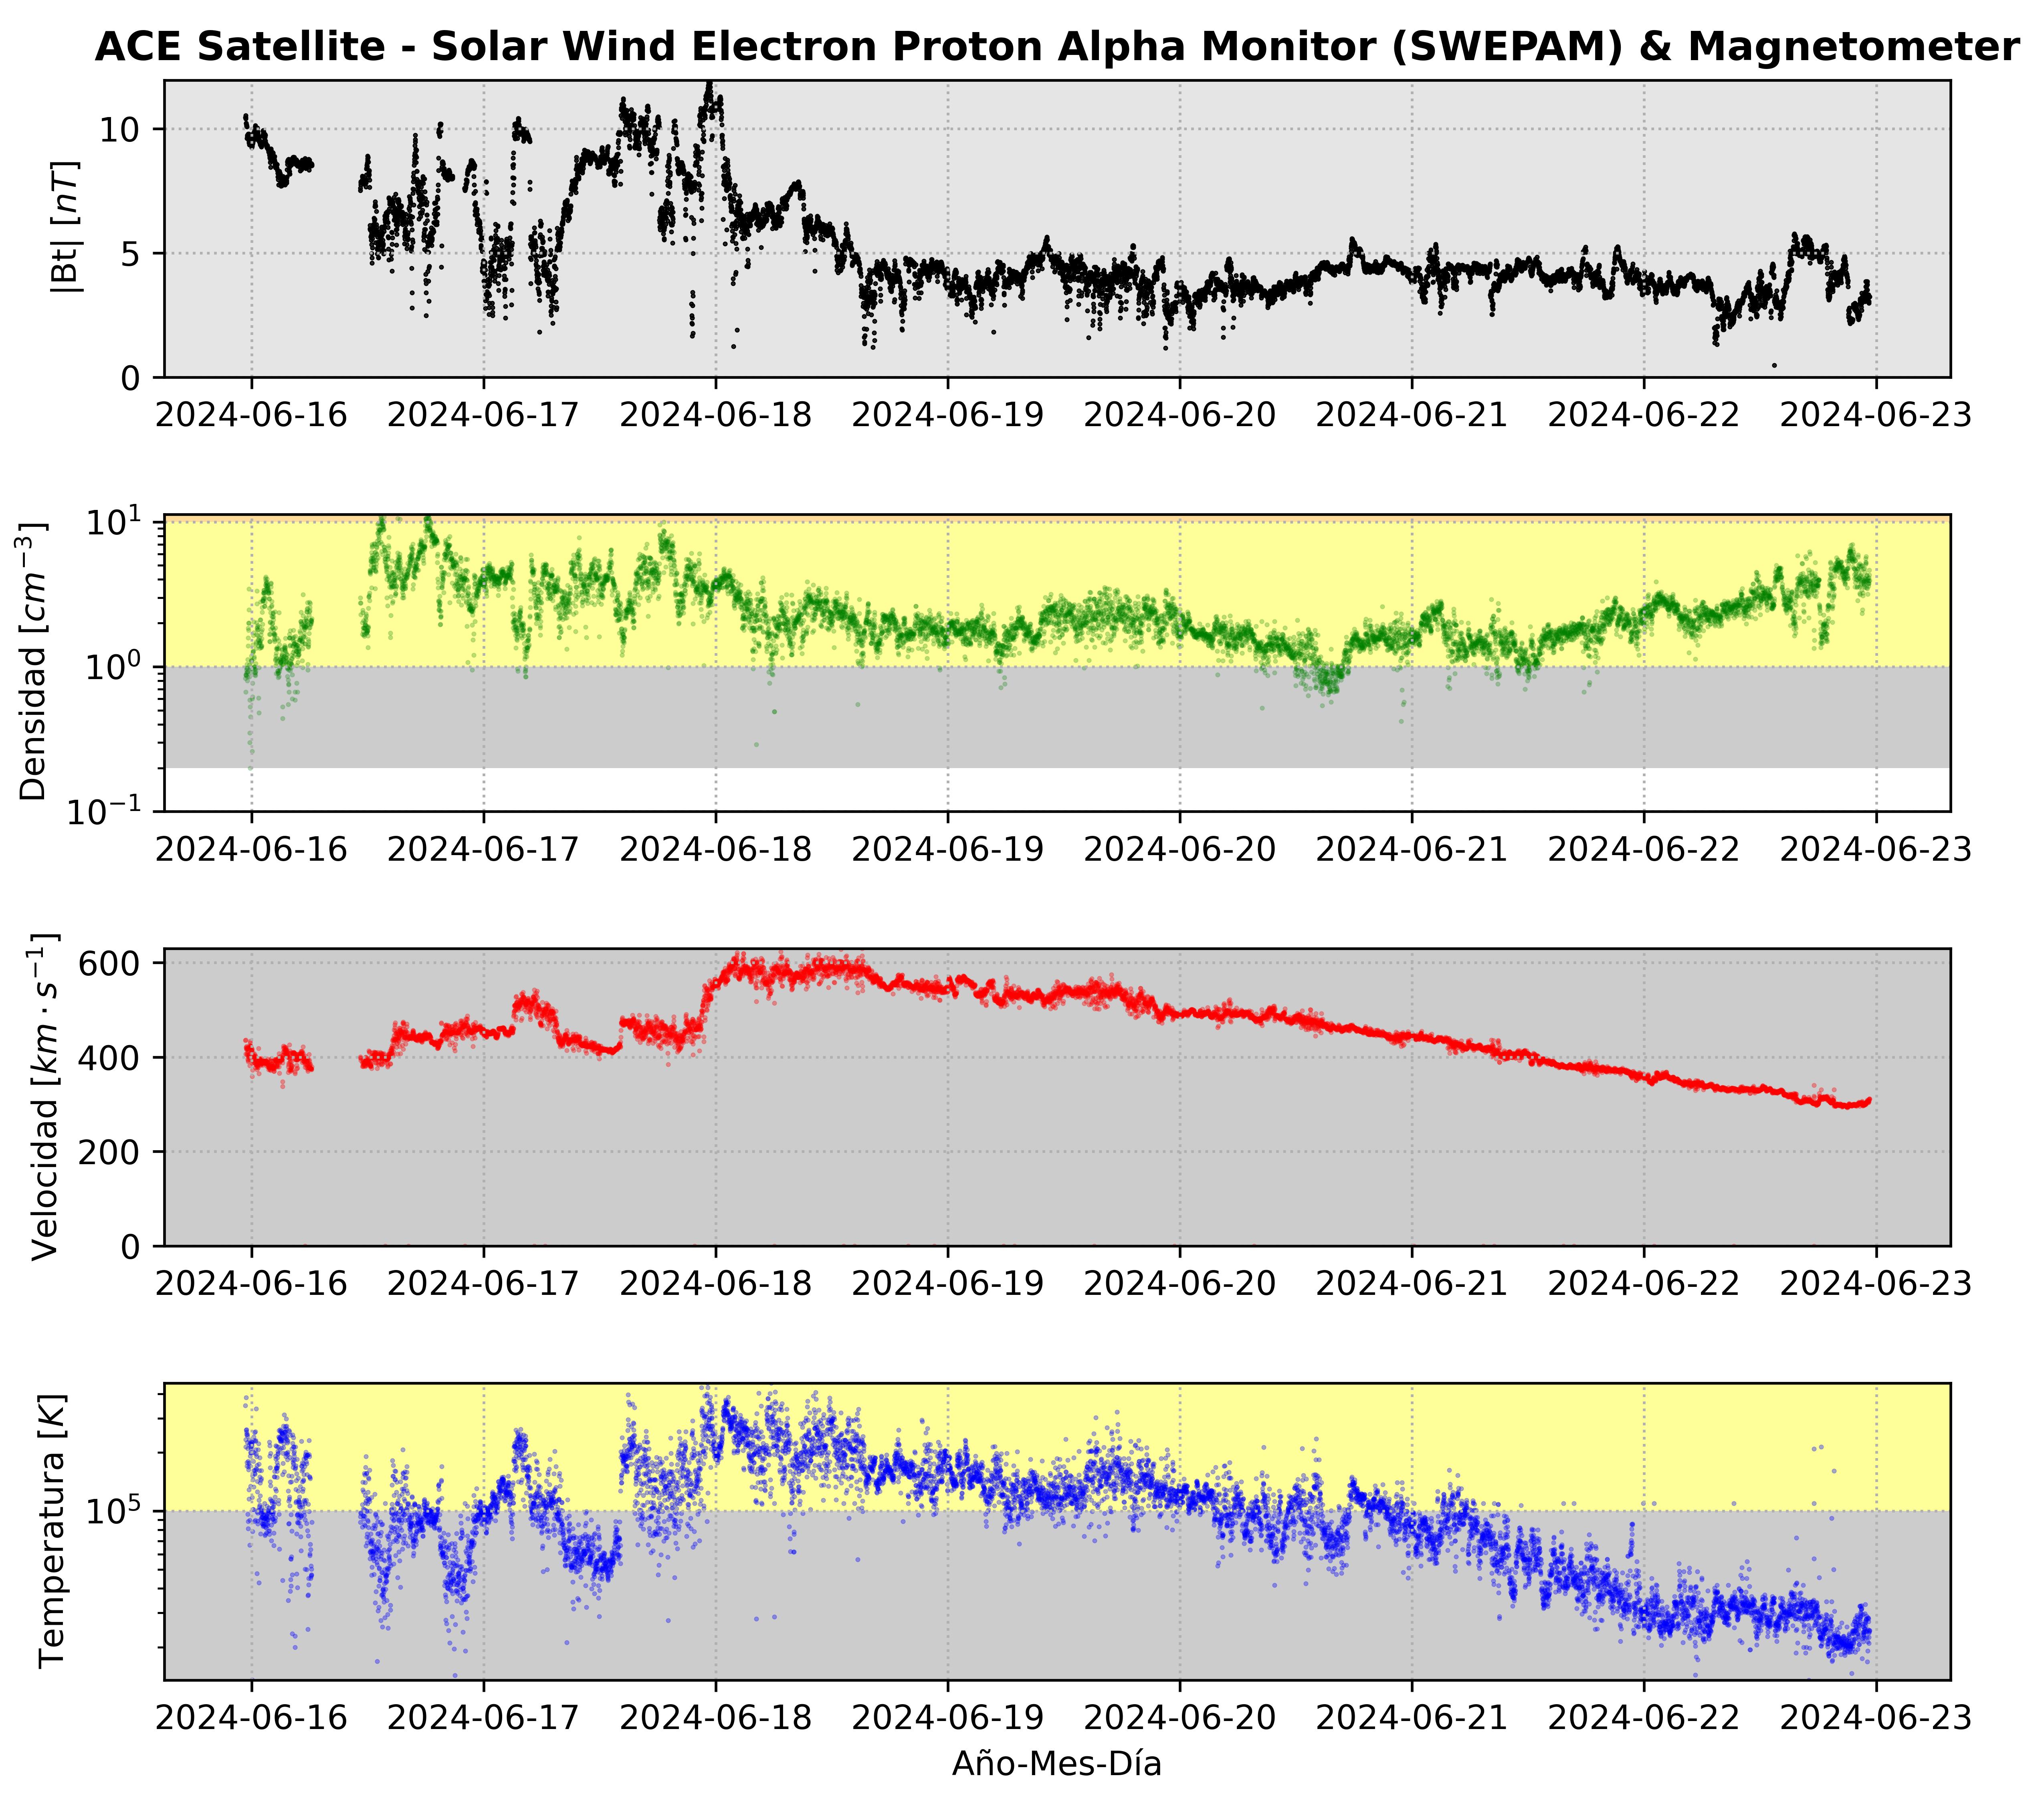 ACE Satellite - Solar Wind Electron Proton Alpha Monitor (SWEPAM) & Magnetometer
|Bt| [nT]
10
5
0
2024-06-16 2024-06-17 2024-06-18 2024-06-19 2024-06-20 2024-06-21 2024-06-22 2024-06-23
Densidad [cm⁻³]
10¹
10⁰
10⁻¹
2024-06-16 2024-06-17 2024-06-18 2024-06-19 2024-06-20 2024-06-21 2024-06-22 2024-06-23
Velocidad [km · s⁻¹]
600
400
200
0
2024-06-16 2024-06-17 2024-06-18 2024-06-19 2024-06-20 2024-06-21 2024-06-22 2024-06-23
Temperatura [K]
10⁵
2024-06-16 2024-06-17 2024-06-18 2024-06-19 2024-06-20 2024-06-21 2024-06-22 2024-06-23
Año-Mes-Día